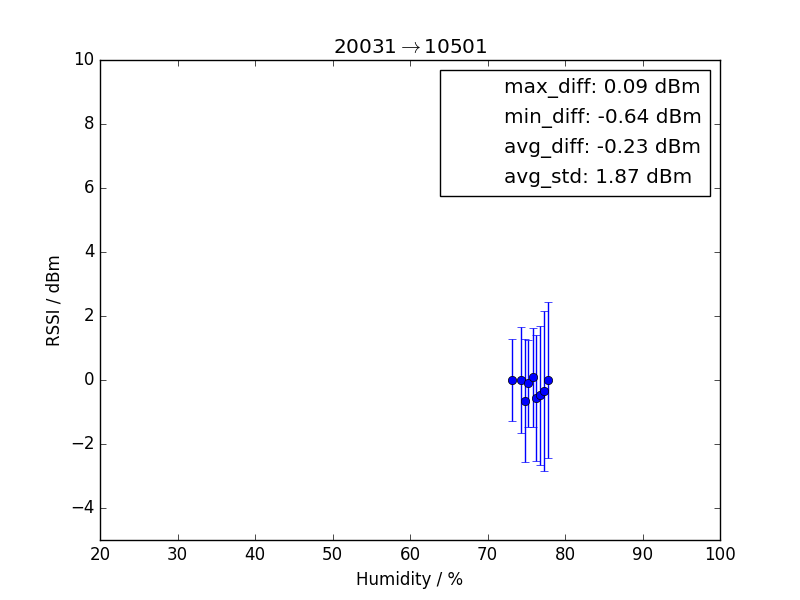 20031→10501
max_diff: 0.09 dBm
min_diff: -0.64 dBm
avg_diff: -0.23 dBm
avg_std: 1.87 dBm
RSSI / dBm
10
8
6
4
2
0
−2
−4
20 30 40 50 60 70 80 90 100
Humidity / %